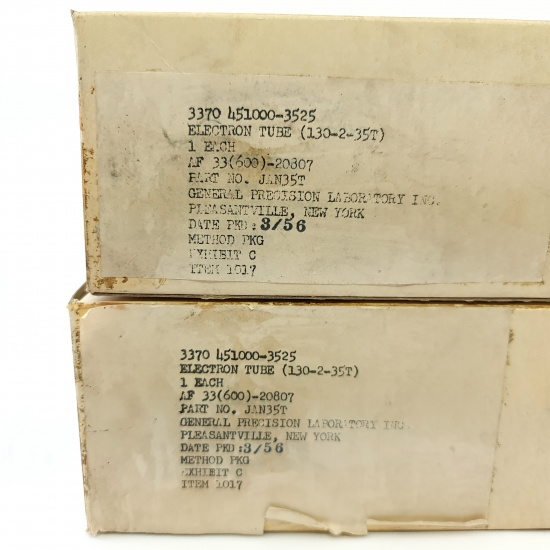 3370 451000-3525
ELECTRON TUBE (130-2-35T)
1 EACH
AF 33(600)-20807
PART NO. JAN35T
GENERAL PRECISION LABORATORY INC.
PLEASANTVILLE, NEW YORK
DATE PKD: 3/56
METHOD PKG
EXHIBIT C
ITEM 1017
3370 451000-3525
ELECTRON TUBE (130-2-35T)
1 EACH
AF 33(600)-20807
PART NO. JAN35T
GENERAL PRECISION LABORATORY INC.
PLEASANTVILLE, NEW YORK
DATE PKD: 3/56
METHOD PKG
EXHIBIT C
ITEM 1017